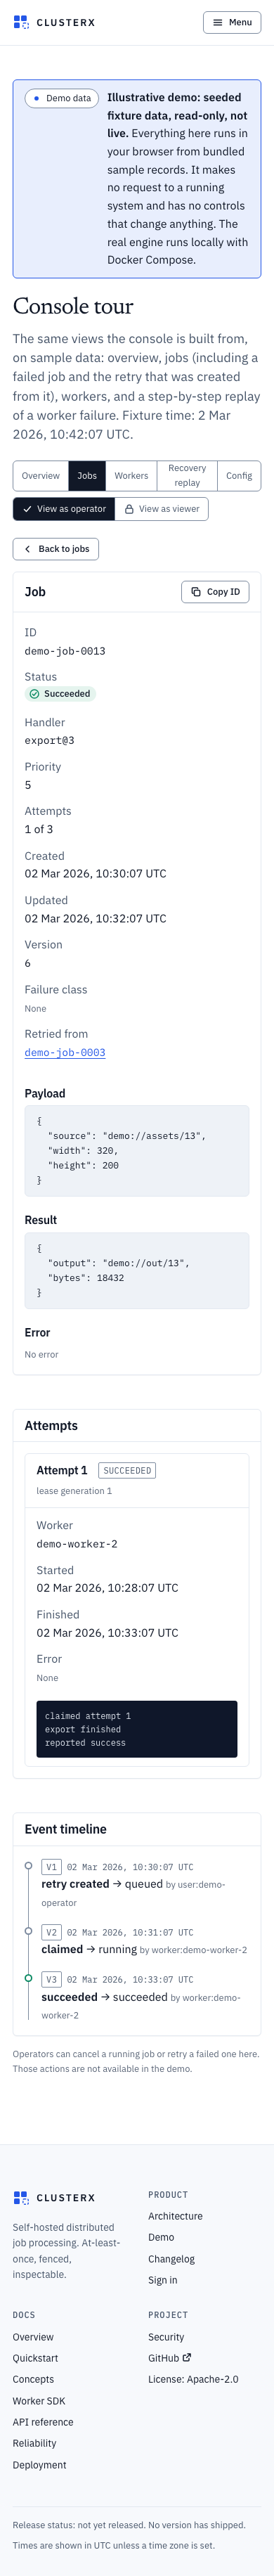 CLUSTERX
Menu
Demo data
Illustrative demo: seeded
fixture data, read-only, not
live. Everything here runs in
your browser from bundled
sample records. It makes
no request to a running
system and has no controls
that change anything. The
real engine runs locally with
Docker Compose.
Console tour
The same views the console is built from,
on sample data: overview, jobs (including a
failed job and the retry that was created
from it), workers, and a step-by-step replay
of a worker failure. Fixture time: 2 Mar
2026, 10:42:07 UTC.
Overview
Jobs
Workers
Recovery
replay
Config
View as operator
View as viewer
Back to jobs
Job
Copy ID
ID
demo-job-0013
Status
Succeeded
Handler
export@3
Priority
5
Attempts
1 of 3
Created
02 Mar 2026, 10:30:07 UTC
Updated
02 Mar 2026, 10:32:07 UTC
Version
6
Failure class
None
Retried from
demo-job-0003
Payload
{
"source": "demo://assets/13",
"width": 320,
"height": 200
}
Result
{
"output": "demo://out/13",
"bytes": 18432
}
Error
No error
Attempts
Attempt 1 SUCCEEDED
lease generation 1
Worker
demo-worker-2
Started
02 Mar 2026, 10:28:07 UTC
Finished
02 Mar 2026, 10:33:07 UTC
Error
None
claimed attempt 1
export finished
reported success
Event timeline
V1 02 Mar 2026, 10:30:07 UTC
retry created → queued by user:demo-
operator
V2 02 Mar 2026, 10:31:07 UTC
claimed → running by worker:demo-worker-2
V3 02 Mar 2026, 10:33:07 UTC
succeeded → succeeded by worker:demo-
worker-2
Operators can cancel a running job or retry a failed one here.
Those actions are not available in the demo.
CLUSTERX
Self-hosted distributed
job processing. At-least-
once, fenced,
inspectable.
PRODUCT
Architecture
Demo
Changelog
Sign in
DOCS
Overview
Quickstart
Concepts
Worker SDK
API reference
Reliability
Deployment
PROJECT
Security
GitHub
License: Apache-2.0
Release status: not yet released. No version has shipped.
Times are shown in UTC unless a time zone is set.